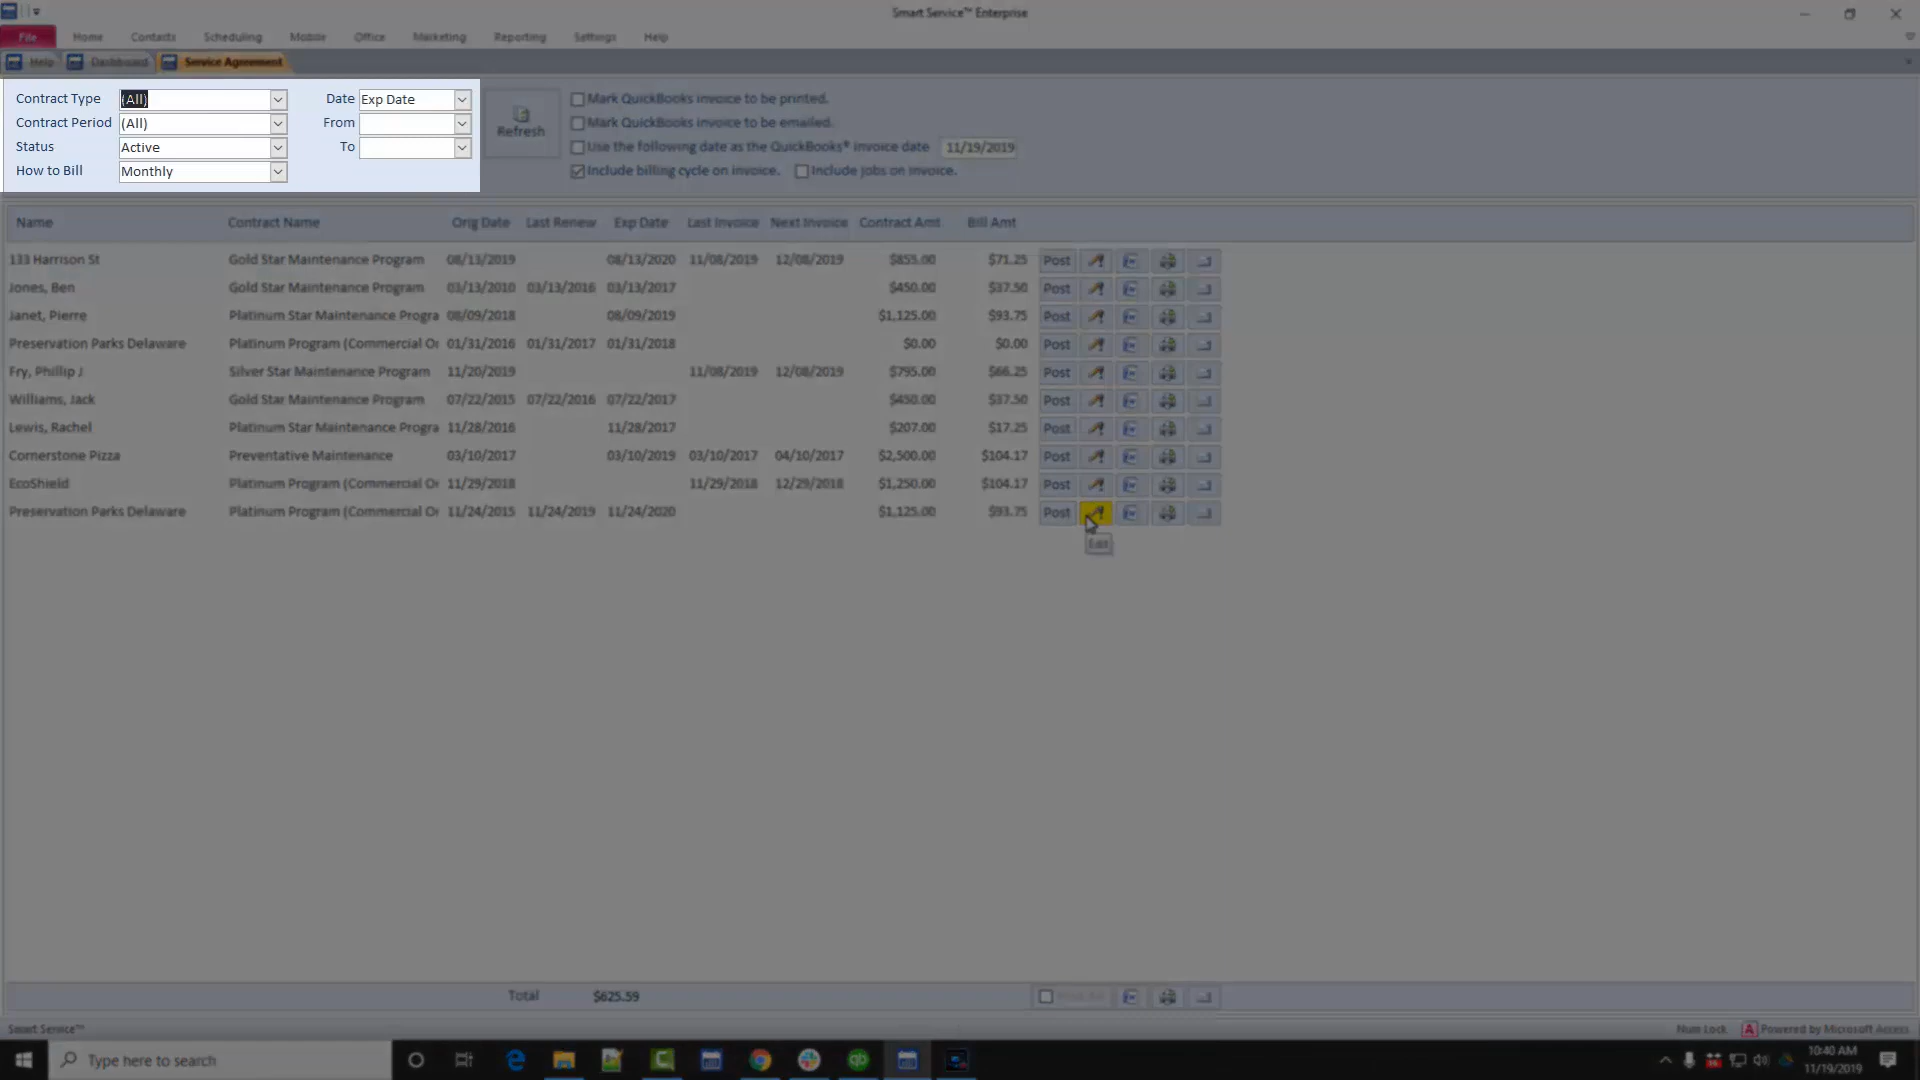 Smart Service™ Enterprise
File Home Contacts Scheduling Mobile Office Marketing Reporting Settings Help
Help Dashboard Service Agreement
Contract Type (All) Date Exp Date
Contract Period (All) From
Status Active To
How to Bill Monthly
Refresh
Mark QuickBooks invoice to be printed.
Mark QuickBooks invoice to be emailed.
Use the following date as the QuickBooks® invoice date 11/19/2019
Include billing cycle on invoice. Include jobs on invoice.
Name Contract Name Orig Date Last Renew Exp Date Last Invoice Next Invoice Contract Amt Bill Amt
133 Harrison St Gold Star Maintenance Program 08/13/2019 08/13/2020 11/08/2019 12/08/2019 $855.00 $71.25 Post
Jones, Ben Gold Star Maintenance Program 03/13/2010 03/13/2016 03/13/2017 $450.00 $37.50 Post
Janet, Pierre Platinum Star Maintenance Progra 08/09/2018 08/09/2019 $1,125.00 $93.75 Post
Preservation Parks Delaware Platinum Program (Commercial Or 01/31/2016 01/31/2017 01/31/2018 $0.00 $0.00 Post
Fry, Phillip J Silver Star Maintenance Program 11/20/2019 11/08/2019 12/08/2019 $795.00 $66.25 Post
Williams, Jack Gold Star Maintenance Program 07/22/2015 07/22/2016 07/22/2017 $450.00 $37.50 Post
Lewis, Rachel Platinum Star Maintenance Progra 11/28/2016 11/28/2017 $207.00 $17.25 Post
Cornerstone Pizza Preventative Maintenance 03/10/2017 03/10/2019 03/10/2017 04/10/2017 $2,500.00 $104.17 Post
EcoShield Platinum Program (Commercial Or 11/29/2018 11/29/2018 12/29/2018 $1,250.00 $104.17 Post
Preservation Parks Delaware Platinum Program (Commercial Or 11/24/2015 11/24/2019 11/24/2020 $1,125.00 $93.75 Post
Edit
Total $625.59
Smart Service™ Num Lock Powered by Microsoft Access
Type here to search
10:40 AM
11/19/2019